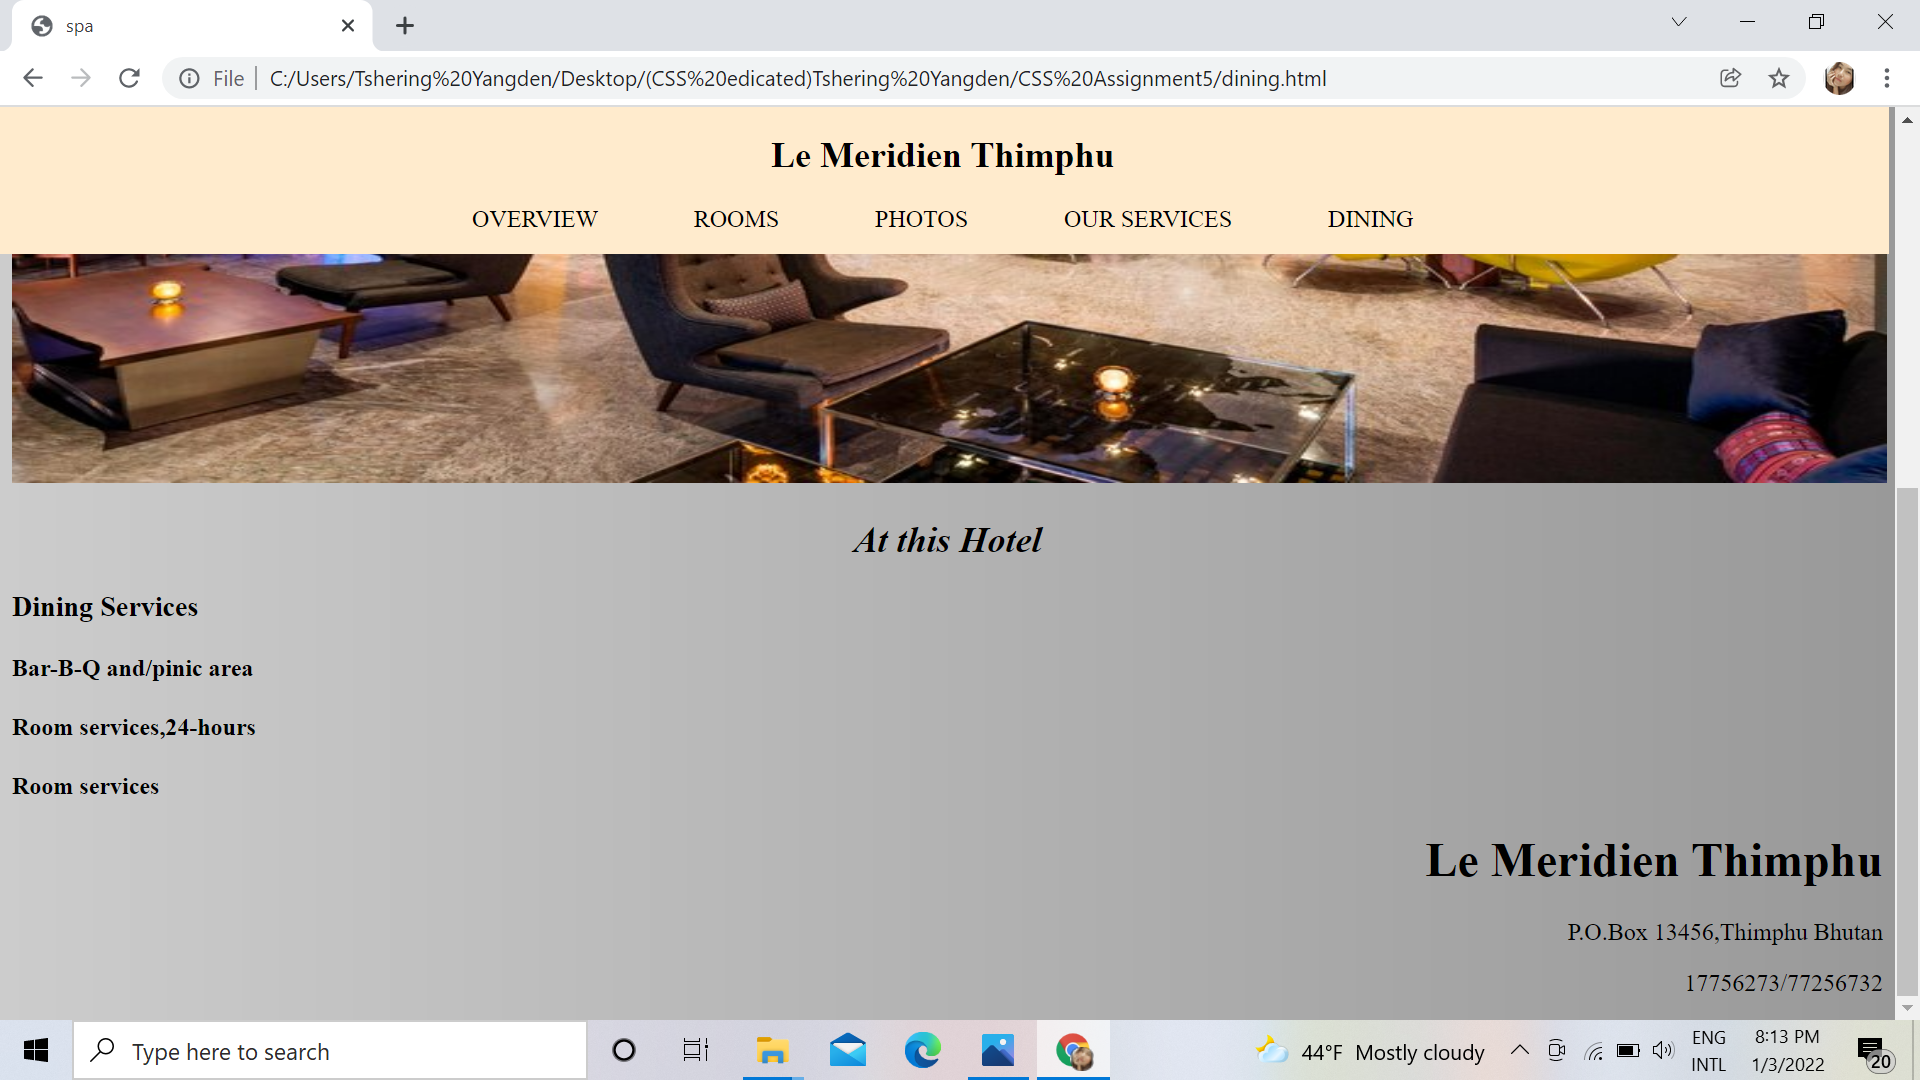 spa
File
C:/Users/Tshering%20Yangden/Desktop/(CSS%20edicated)Tshering%20Yangden/CSS%20Assignment5/dining.html
Le Meridien Thimphu
OVERVIEW ROOMS PHOTOS OUR SERVICES DINING
At this Hotel
Dining Services
Bar-B-Q and/pinic area
Room services,24-hours
Room services
Le Meridien Thimphu
P.O.Box 13456,Thimphu Bhutan
17756273/77256732
Type here to search
44°F Mostly cloudy
ENG
INTL
8:13 PM
1/3/2022
20